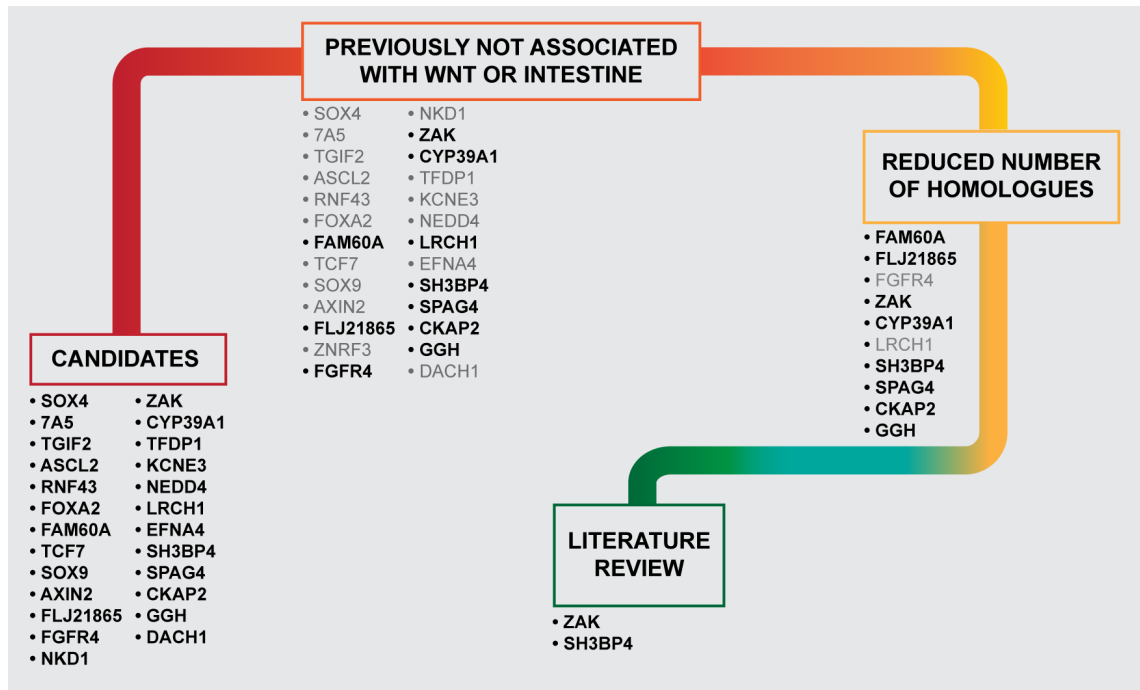 PREVIOUSLY NOT ASSOCIATED
WITH WNT OR INTESTINE
• SOX4
• 7A5
• TGIF2
• ASCL2
• RNF43
• FOXA2
• FAM60A
• TCF7
• SOX9
• AXIN2
• FLJ21865
• ZNRF3
• FGFR4
• NKD1
• ZAK
• CYP39A1
• TFDP1
• KCNE3
• NEDD4
• LRCH1
• EFNA4
• SH3BP4
• SPAG4
• CKAP2
• GGH
• DACH1
REDUCED NUMBER
OF HOMOLOGUES
• FAM60A
• FLJ21865
• FGFR4
• ZAK
• CYP39A1
• LRCH1
• SH3BP4
• SPAG4
• CKAP2
• GGH
CANDIDATES
• SOX4
• 7A5
• TGIF2
• ASCL2
• RNF43
• FOXA2
• FAM60A
• TCF7
• SOX9
• AXIN2
• FLJ21865
• FGFR4
• NKD1
• ZAK
• CYP39A1
• TFDP1
• KCNE3
• NEDD4
• LRCH1
• EFNA4
• SH3BP4
• SPAG4
• CKAP2
• GGH
• DACH1
LITERATURE
REVIEW
• ZAK
• SH3BP4